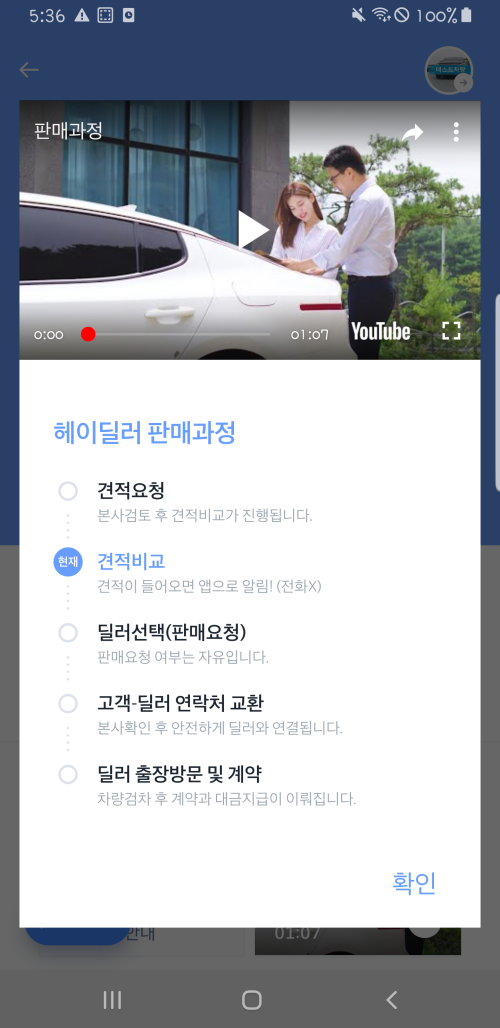 5:36
100%
테스트차량
판매과정
0:00
01:07
YouTube
헤이딜러 판매과정
견적요청
본사검토 후 견적비교가 진행됩니다.
현재
견적비교
견적이 들어오면 앱으로 알림! (전화X)
딜러선택(판매요청)
판매요청 여부는 자유입니다.
고객-딜러 연락처 교환
본사확인 후 안전하게 딜러와 연결됩니다.
딜러 출장방문 및 계약
차량검차 후 계약과 대금지급이 이뤄집니다.
확인
안내
01:07